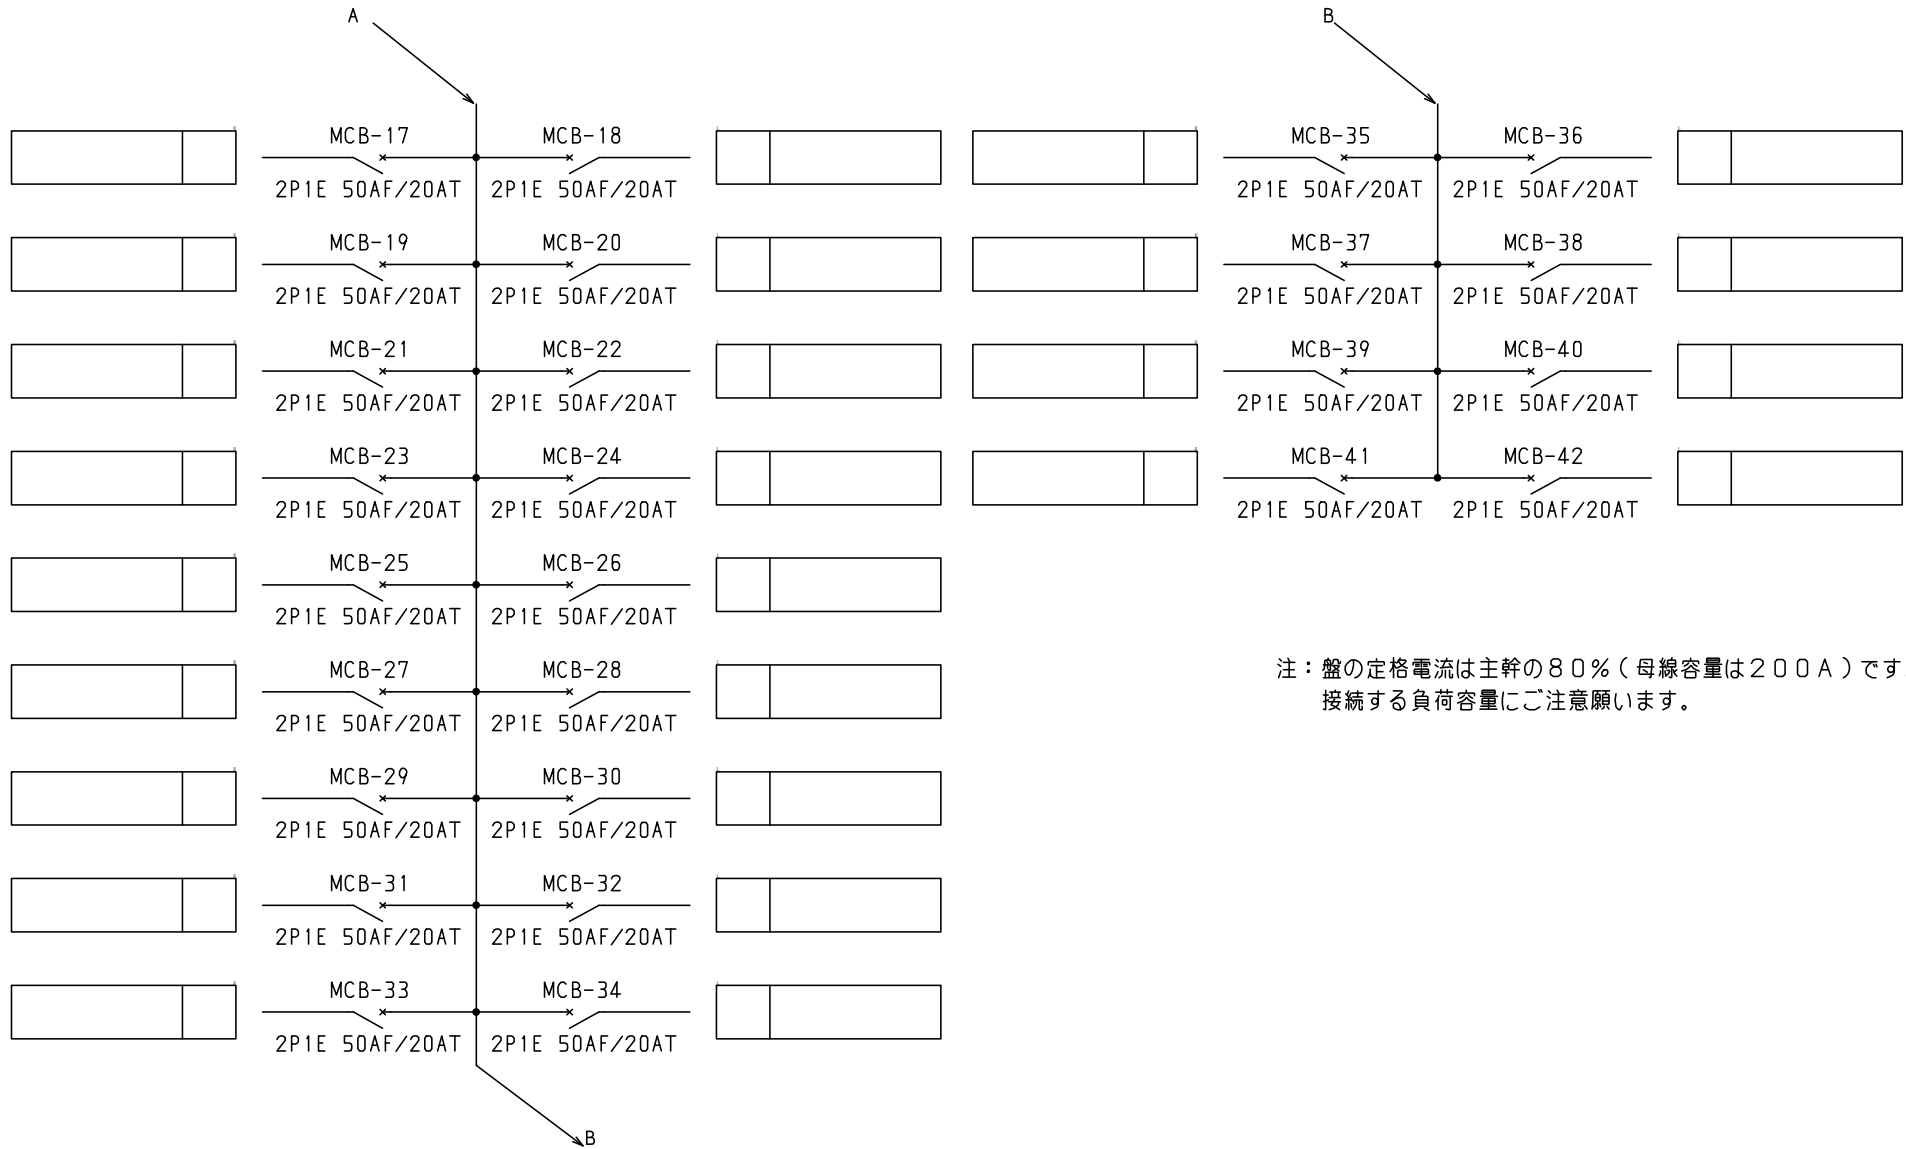 A
MCB-17 MCB-18
2P1E 50AF/20AT 2P1E 50AF/20AT
MCB-19 MCB-20
2P1E 50AF/20AT 2P1E 50AF/20AT
MCB-21 MCB-22
2P1E 50AF/20AT 2P1E 50AF/20AT
MCB-23 MCB-24
2P1E 50AF/20AT 2P1E 50AF/20AT
MCB-25 MCB-26
2P1E 50AF/20AT 2P1E 50AF/20AT
MCB-27 MCB-28
2P1E 50AF/20AT 2P1E 50AF/20AT
MCB-29 MCB-30
2P1E 50AF/20AT 2P1E 50AF/20AT
MCB-31 MCB-32
2P1E 50AF/20AT 2P1E 50AF/20AT
MCB-33 MCB-34
2P1E 50AF/20AT 2P1E 50AF/20AT
B
B
MCB-35 MCB-36
2P1E 50AF/20AT 2P1E 50AF/20AT
MCB-37 MCB-38
2P1E 50AF/20AT 2P1E 50AF/20AT
MCB-39 MCB-40
2P1E 50AF/20AT 2P1E 50AF/20AT
MCB-41 MCB-42
2P1E 50AF/20AT 2P1E 50AF/20AT
注：盤の定格電流は主幹の８０％（母線容量は２００Ａ）です
接続する負荷容量にご注意願います。